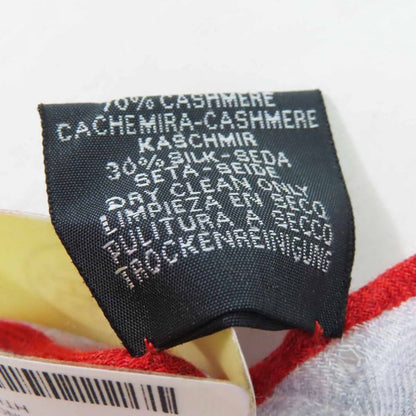 70% CASHMERE
CACHEMIRA-CASHMERE
KASCHMIR
30% SILK-SEDA
SETA-SEIDE
DRY CLEAN ONLY
LIMPIEZA EN SECO
PULITURA A SECCO
TROCKENREINIGUNG